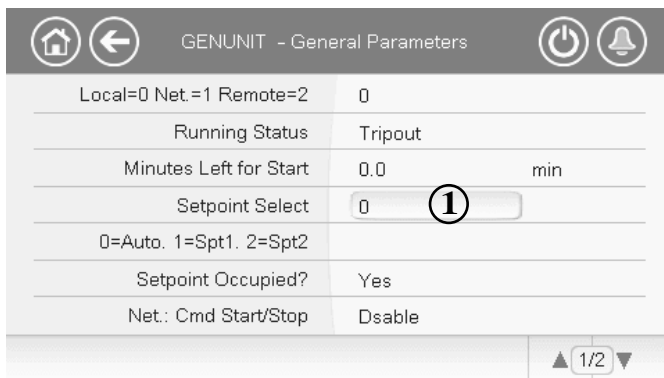 GENUNIT - General Parameters
Local=0 Net.=1 Remote=2 0
Running Status Tripout
Minutes Left for Start 0.0 min
Setpoint Select 0 1
0=Auto. 1=Spt1. 2=Spt2
Setpoint Occupied? Yes
Net.: Cmd Start/Stop Dsable
1/2